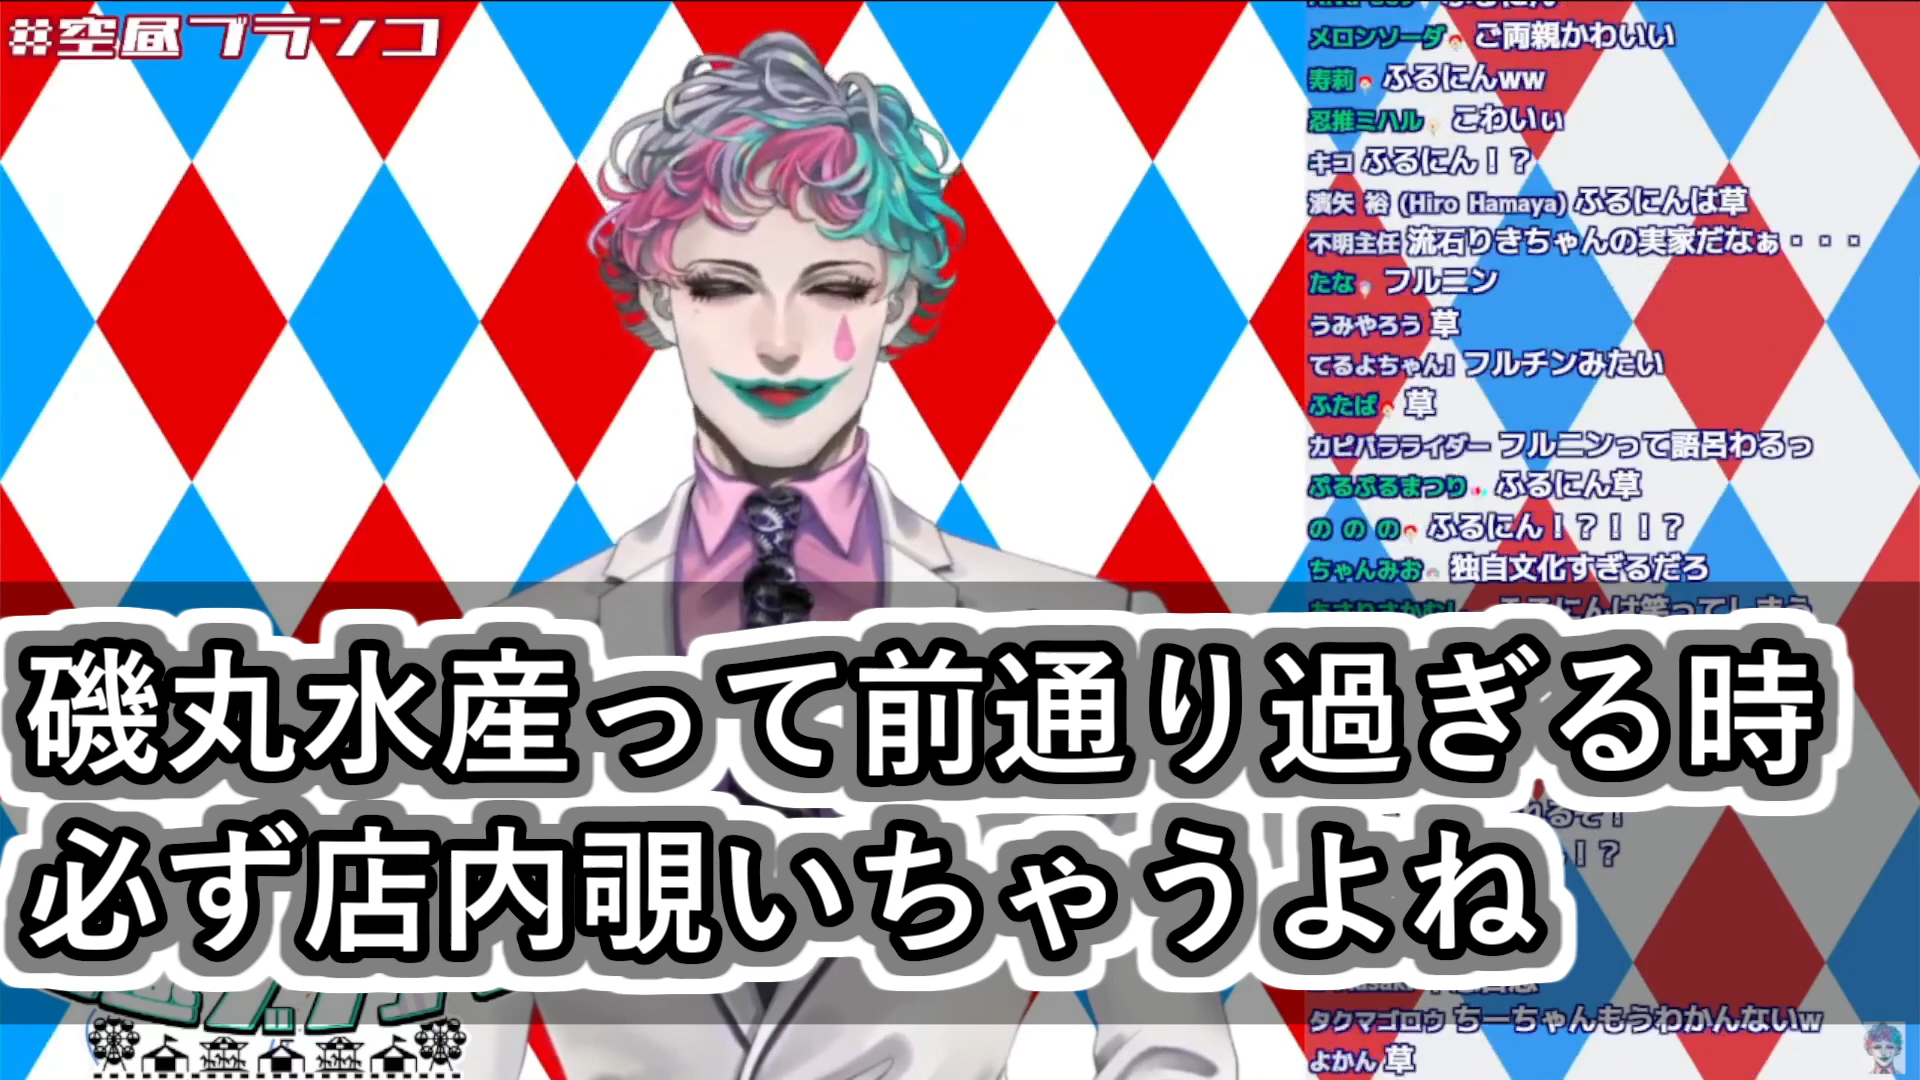 #空昼ブランコ
メロンソーダ ご両親かわいい
寿莉 ふるにんww
忍推ミハル こわいぃ
キコ ふるにん！？
濱矢 裕 (Hiro Hamaya) ふるにんは草
不明主任 流石りきちゃんの実家だなぁ・・・
たな フルニン
うみやろう 草
てるよちゃん! フルチンみたい
ふたば 草
カピバラライダー フルニンって語呂わるっ
ぷるぷるまつり ふるにん草
の の の ふるにん！？！！？
ちゃんみお 独自文化すぎるだろ
磯丸水産って前通り過ぎる時
必ず店内覗いちゃうよね
タクマゴロウ ちーちゃんもうわかんないw
よかん 草